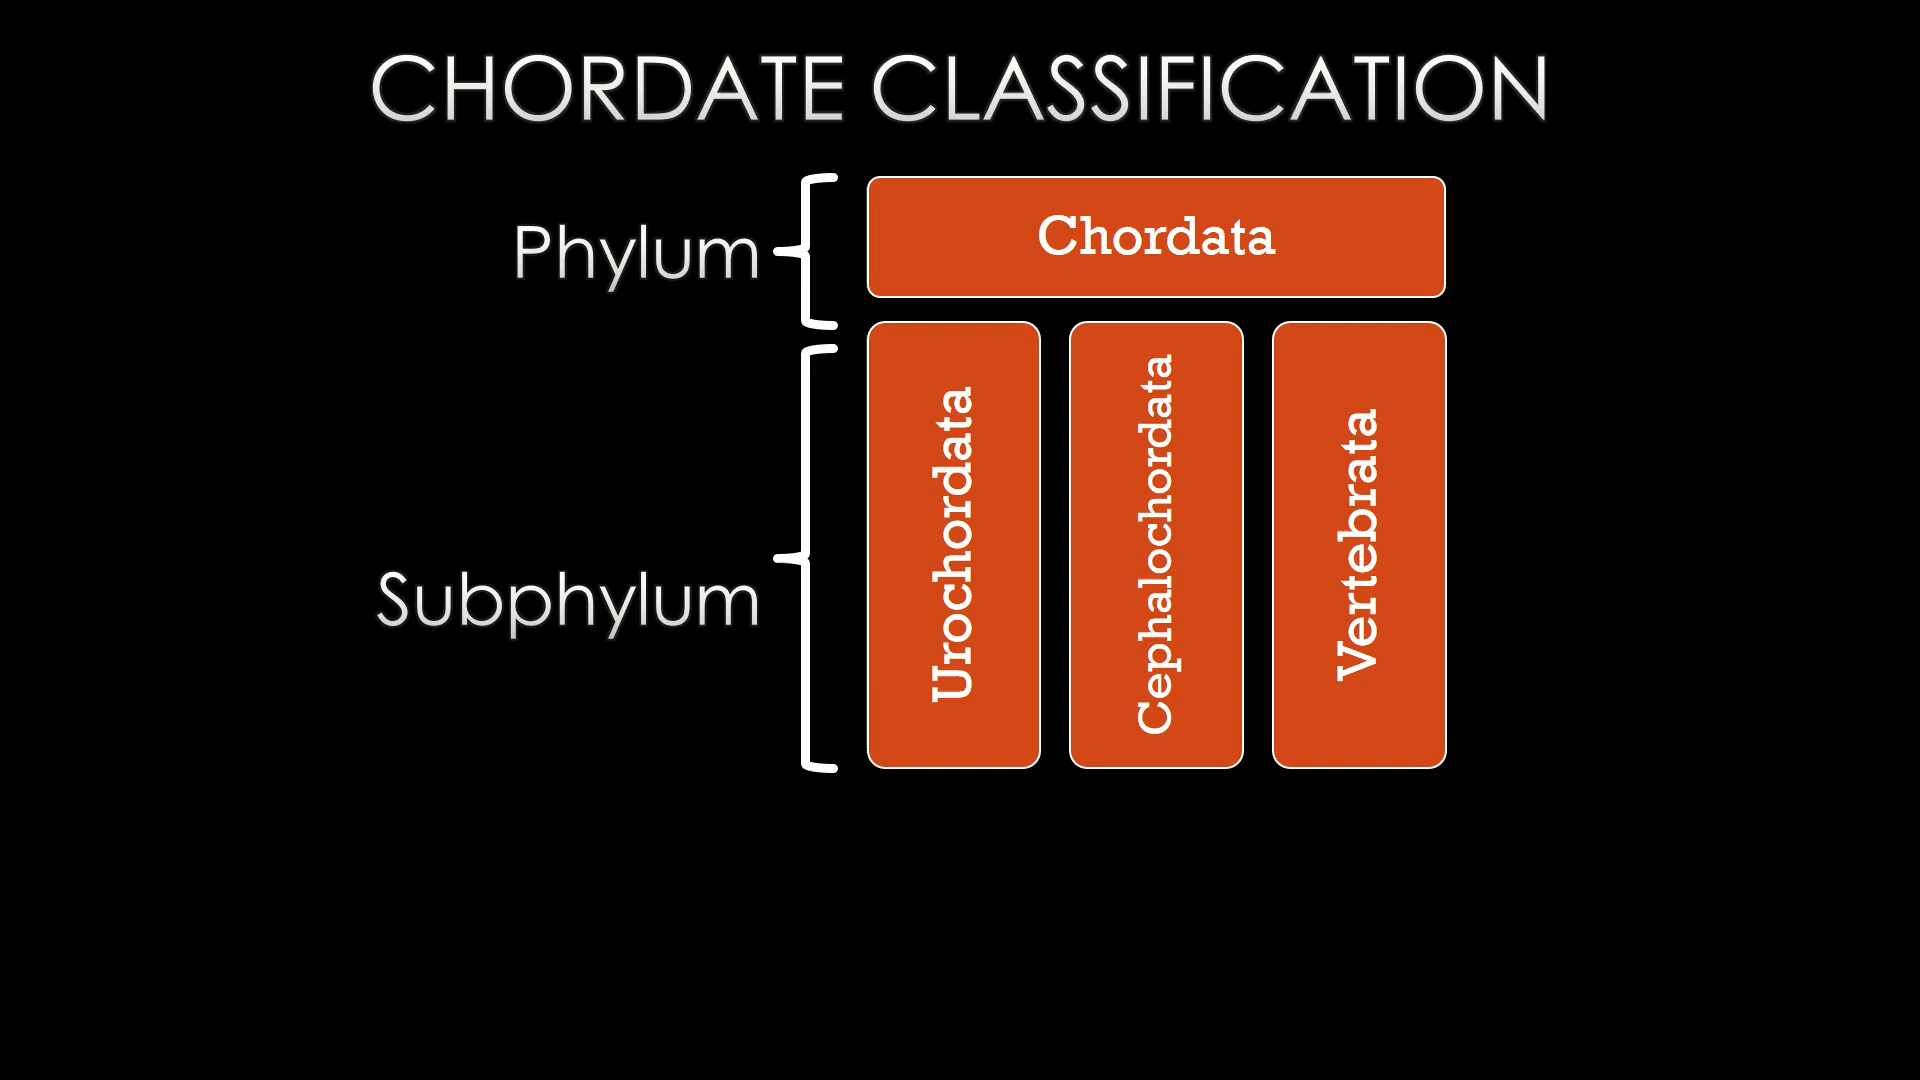 CHORDATE CLASSIFICATION
Phylum
Chordata
Subphylum
Urochordata
Cephalochordata
Vertebrata